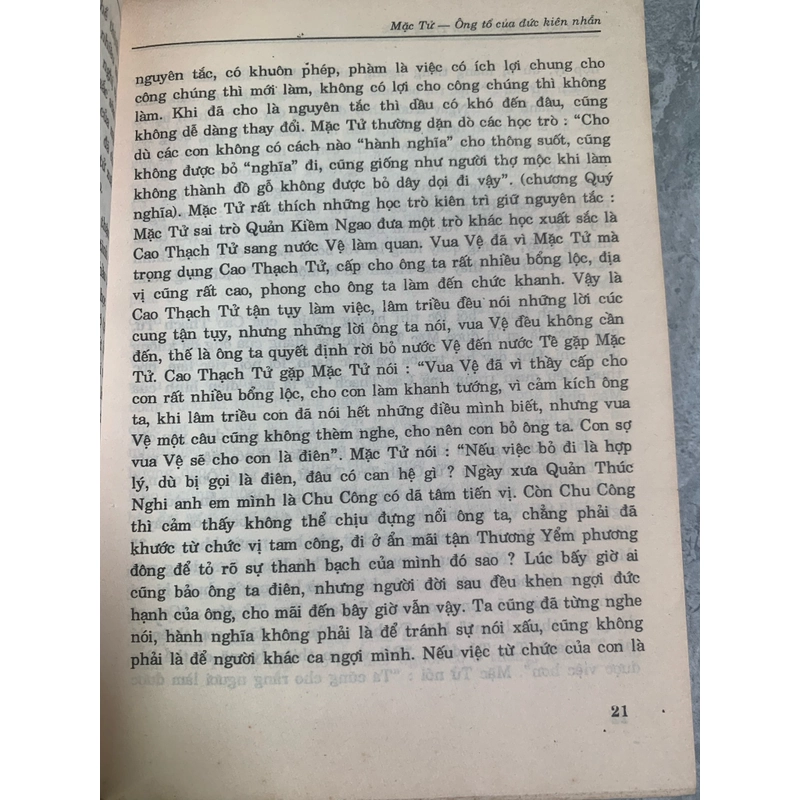 Mặc Tử — Ông tổ của đức kiên nhẫn
nguyên tắc, có khuôn phép, phàm là việc có ích lợi chung cho
công chúng thì mới làm, không có lợi cho công chúng thì không
làm. Khi đã cho là nguyên tắc thì dầu có khó đến đâu, cũng
không dễ dàng thay đổi. Mặc Tử thường dặn dò các học trò : “Cho
dù các con không có cách nào “hành nghĩa” cho thông suốt, cũng
không được bỏ “nghĩa” đi, cũng giống như người thợ mộc khi làm
không thành đồ gỗ không được bỏ dây dọi đi vậy”. (chương Quý
nghĩa). Mặc Tử rất thích những học trò kiên trì giữ nguyên tắc :
Mặc Tử sai trò Quản Kiềm Ngao đưa một trò khác học xuất sắc là
Cao Thạch Tử sang nước Vệ làm quan. Vua Vệ đã vì Mặc Tử mà
trọng dụng Cao Thạch Tử, cấp cho ông ta rất nhiều bổng lộc, địa
vị cũng rất cao, phong cho ông ta làm đến chức khanh. Vậy là
Cao Thạch Tử tận tụy làm việc, lâm triều đều nói những lời cúc
cung tận tụy, nhưng những lời ông ta nói, vua Vệ đều không cần
đến, thế là ông ta quyết định rời bỏ nước Vệ đến nước Tề gặp Mặc
Tử. Cao Thạch Tử gặp Mặc Tử nói : “Vua Vệ đã vì thầy cấp cho
con rất nhiều bổng lộc, cho con làm khanh tướng, vì cảm kích ông
ta, khi lâm triều con đã nói hết những điều mình biết, nhưng vua
Vệ một câu cũng không thèm nghe, cho nên con bỏ ông ta. Con sợ
vua Vệ sẽ cho con là điên”. Mặc Tử nói : “Nếu việc bỏ đi là hợp
lý, dù bị gọi là điên, đâu có can hệ gì ? Ngày xưa Quản Thúc
Nghi anh em mình là Chu Công có dã tâm tiến vị. Còn Chu Công
thì cảm thấy không thể chịu đựng nổi ông ta, chẳng phải đã
khước từ chức vị tam công, đi ở ẩn mãi tận Thương Yểm phương
đông để tỏ rõ sự thanh bạch của mình đó sao ? Lúc bấy giờ ai
cũng bảo ông ta điên, nhưng người đời sau đều khen ngợi đức
hạnh của ông, cho mãi đến bây giờ vẫn vậy. Ta cũng đã từng nghe
nói, hành nghĩa không phải là để tránh sự nói xấu, cũng không
phải là để người khác ca ngợi mình. Nếu việc từ chức của con là
21